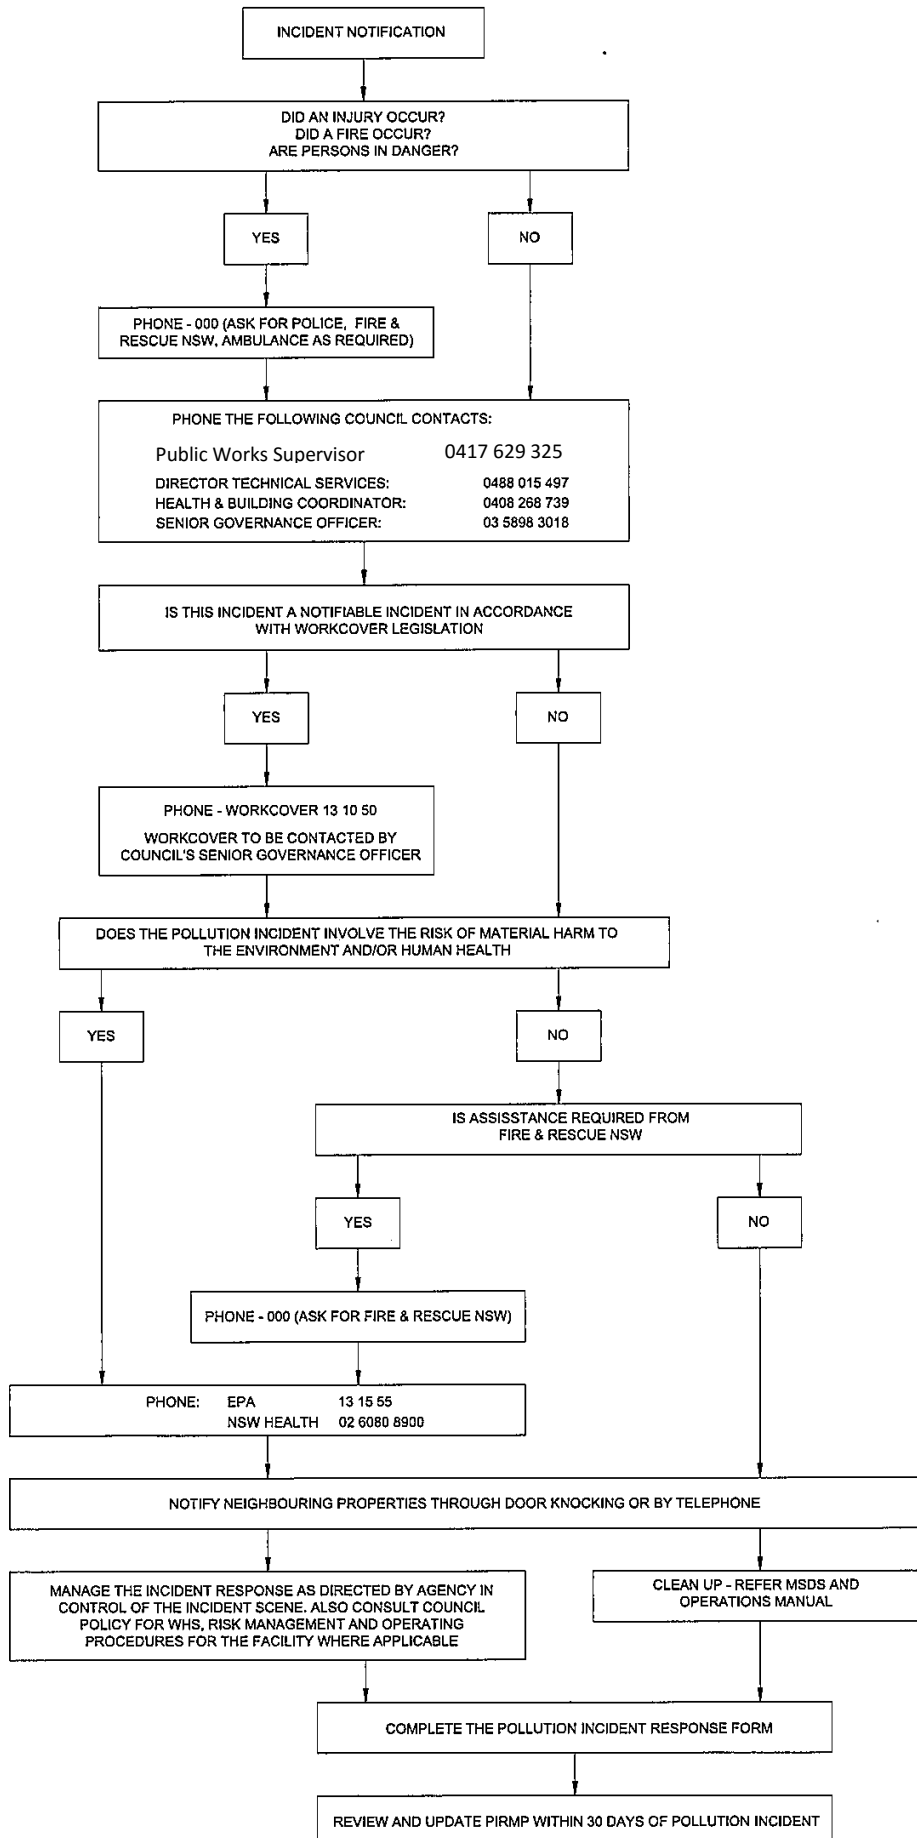 INCIDENT NOTIFICATION
DID AN INJURY OCCUR?
DID A FIRE OCCUR?
ARE PERSONS IN DANGER?
YES
NO
PHONE - 000 (ASK FOR POLICE, FIRE &
RESCUE NSW, AMBULANCE AS REQUIRED)
PHONE THE FOLLOWING COUNCIL CONTACTS:
Public Works Supervisor 0417 629 325
DIRECTOR TECHNICAL SERVICES: 0488 015 497
HEALTH & BUILDING COORDINATOR: 0408 268 739
SENIOR GOVERNANCE OFFICER: 03 5898 3018
IS THIS INCIDENT A NOTIFIABLE INCIDENT IN ACCORDANCE
WITH WORKCOVER LEGISLATION
YES
NO
PHONE - WORKCOVER 13 10 50
WORKCOVER TO BE CONTACTED BY
COUNCIL'S SENIOR GOVERNANCE OFFICER
DOES THE POLLUTION INCIDENT INVOLVE THE RISK OF MATERIAL HARM TO
THE ENVIRONMENT AND/OR HUMAN HEALTH
YES
NO
IS ASSISSTANCE REQUIRED FROM
FIRE & RESCUE NSW
YES
NO
PHONE - 000 (ASK FOR FIRE & RESCUE NSW)
PHONE: EPA 13 15 55
NSW HEALTH 02 6080 8900
NOTIFY NEIGHBOURING PROPERTIES THROUGH DOOR KNOCKING OR BY TELEPHONE
MANAGE THE INCIDENT RESPONSE AS DIRECTED BY AGENCY IN
CONTROL OF THE INCIDENT SCENE. ALSO CONSULT COUNCIL
POLICY FOR WHS, RISK MANAGEMENT AND OPERATING
PROCEDURES FOR THE FACILITY WHERE APPLICABLE
CLEAN UP - REFER MSDS AND
OPERATIONS MANUAL
COMPLETE THE POLLUTION INCIDENT RESPONSE FORM
REVIEW AND UPDATE PIRMP WITHIN 30 DAYS OF POLLUTION INCIDENT